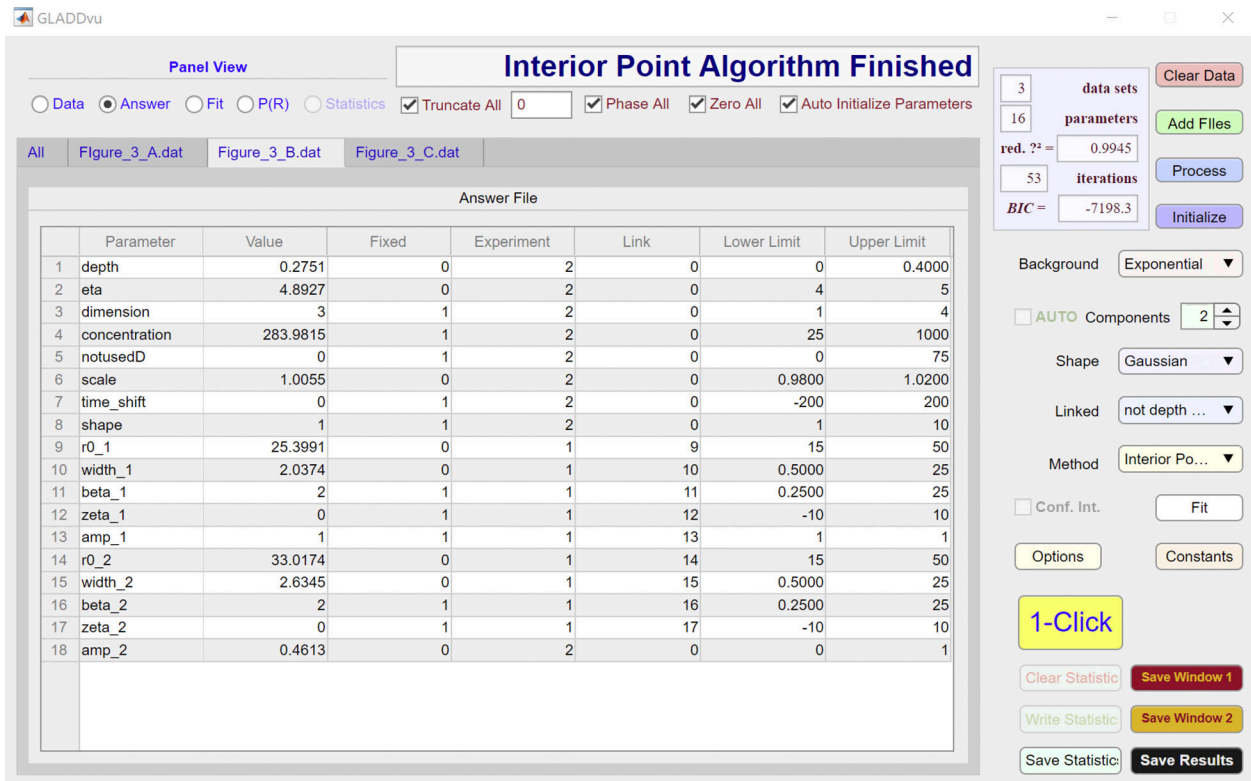 GLADDvu
Panel View
Interior Point Algorithm Finished
Data Answer Fit P(R) Statistics Truncate All 0 Phase All Zero All Auto Initialize Parameters
All FIgure_3_A.dat Figure_3_B.dat Figure_3_C.dat
Answer File
Parameter Value Fixed Experiment Link Lower Limit Upper Limit
1 depth 0.2751 0 2 0 0 0.4000
2 eta 4.8927 0 2 0 4 5
3 dimension 3 1 2 0 1 4
4 concentration 283.9815 1 2 0 25 1000
5 notusedD 0 1 2 0 0 75
6 scale 1.0055 0 2 0 0.9800 1.0200
7 time_shift 0 1 2 0 -200 200
8 shape 1 1 2 0 1 10
9 r0_1 25.3991 0 1 9 15 50
10 width_1 2.0374 0 1 10 0.5000 25
11 beta_1 2 1 1 11 0.2500 25
12 zeta_1 0 1 1 12 -10 10
13 amp_1 1 1 1 13 1 1
14 r0_2 33.0174 0 1 14 15 50
15 width_2 2.6345 0 1 15 0.5000 25
16 beta_2 2 1 1 16 0.2500 25
17 zeta_2 0 1 1 17 -10 10
18 amp_2 0.4613 0 2 0 0 1
3 data sets
16 parameters
red. ?² = 0.9945
53 iterations
BIC = -7198.3
Clear Data
Add FIles
Process
Initialize
Background Exponential
AUTO Components 2
Shape Gaussian
Linked not depth ...
Method Interior Po...
Conf. Int. Fit
Options Constants
1-Click
Clear Statistic Save Window 1
Write Statistic Save Window 2
Save Statistic Save Results